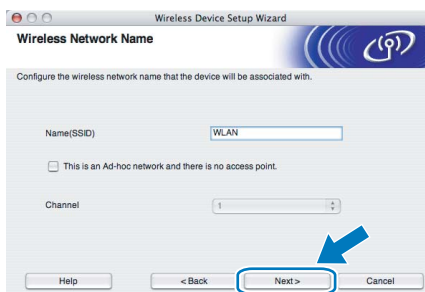 Wireless Device Setup Wizard
Wireless Network Name
Configure the wireless network name that the device will be associated with.
Name(SSID)
WLAN
This is an Ad-hoc network and there is no access point.
Channel
1
Help
< Back
Next >
Cancel